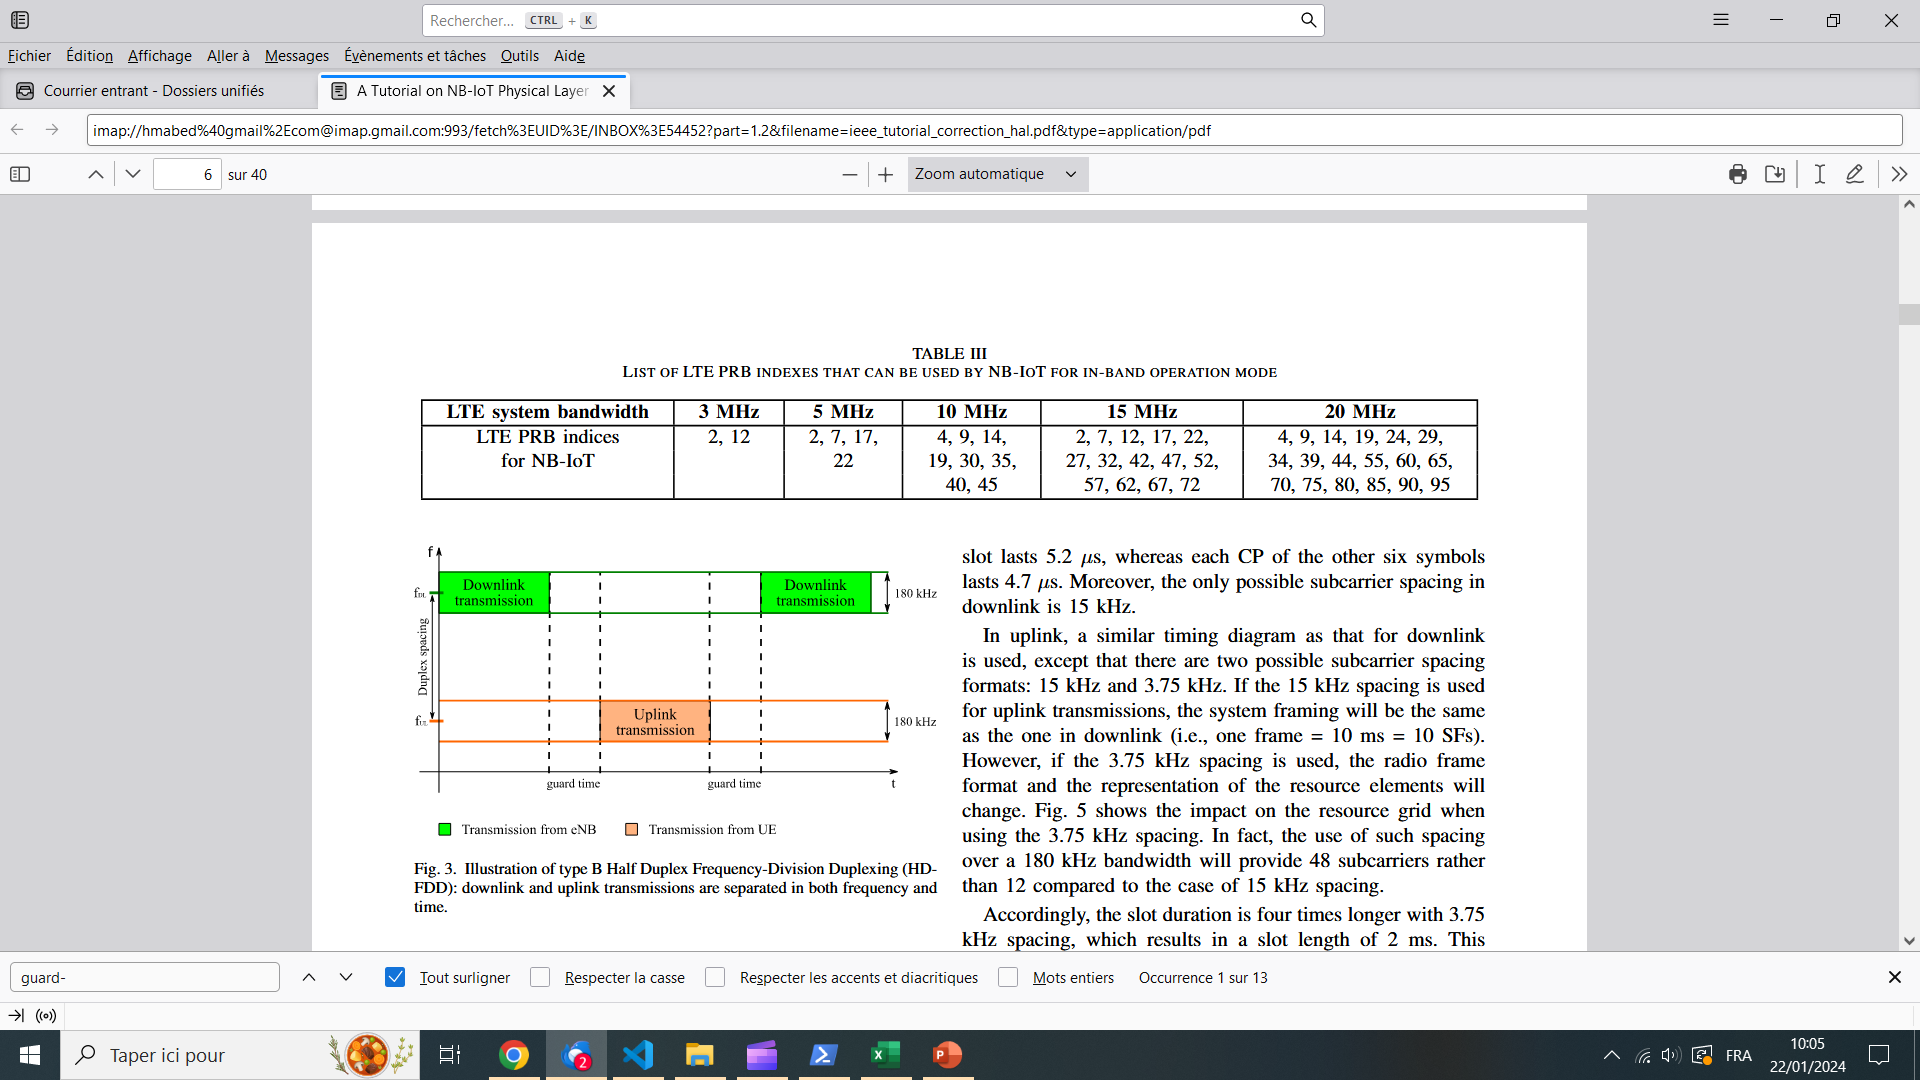 Rechercher... CTRL + K
Fichier Édition Affichage Aller à Messages Évènements et tâches Outils Aide
Courrier entrant - Dossiers unifiés
A Tutorial on NB-IoT Physical Layer
imap://hmabed%40gmail%2Ecom@imap.gmail.com:993/fetch%3EUID%3E/INBOX%3E54452?part=1.2&filename=ieee_tutorial_correction_hal.pdf&type=application/pdf
6 sur 40
Zoom automatique
TABLE III
LIST OF LTE PRB INDEXES THAT CAN BE USED BY NB-IOT FOR IN-BAND OPERATION MODE
LTE system bandwidth 3 MHz 5 MHz 10 MHz 15 MHz 20 MHz
LTE PRB indices 2, 12 2, 7, 17, 4, 9, 14, 2, 7, 12, 17, 22, 4, 9, 14, 19, 24, 29,
for NB-IoT 22 19, 30, 35, 27, 32, 42, 47, 52, 34, 39, 44, 55, 60, 65,
40, 45 57, 62, 67, 72 70, 75, 80, 85, 90, 95
f
Downlink
transmission
Downlink
transmission
fDL
180 kHz
Duplex spacing
Uplink
transmission
fUL
180 kHz
guard time guard time t
Transmission from eNB Transmission from UE
Fig. 3. Illustration of type B Half Duplex Frequency-Division Duplexing (HD-
FDD): downlink and uplink transmissions are separated in both frequency and
time.
slot lasts 5.2 μs, whereas each CP of the other six symbols
lasts 4.7 μs. Moreover, the only possible subcarrier spacing in
downlink is 15 kHz.
In uplink, a similar timing diagram as that for downlink
is used, except that there are two possible subcarrier spacing
formats: 15 kHz and 3.75 kHz. If the 15 kHz spacing is used
for uplink transmissions, the system framing will be the same
as the one in downlink (i.e., one frame = 10 ms = 10 SFs).
However, if the 3.75 kHz spacing is used, the radio frame
format and the representation of the resource elements will
change. Fig. 5 shows the impact on the resource grid when
using the 3.75 kHz spacing. In fact, the use of such spacing
over a 180 kHz bandwidth will provide 48 subcarriers rather
than 12 compared to the case of 15 kHz spacing.
Accordingly, the slot duration is four times longer with 3.75
kHz spacing, which results in a slot length of 2 ms. This
guard-
Tout surligner Respecter la casse Respecter les accents et diacritiques Mots entiers Occurrence 1 sur 13
Taper ici pour
2
FRA
10:05
22/01/2024